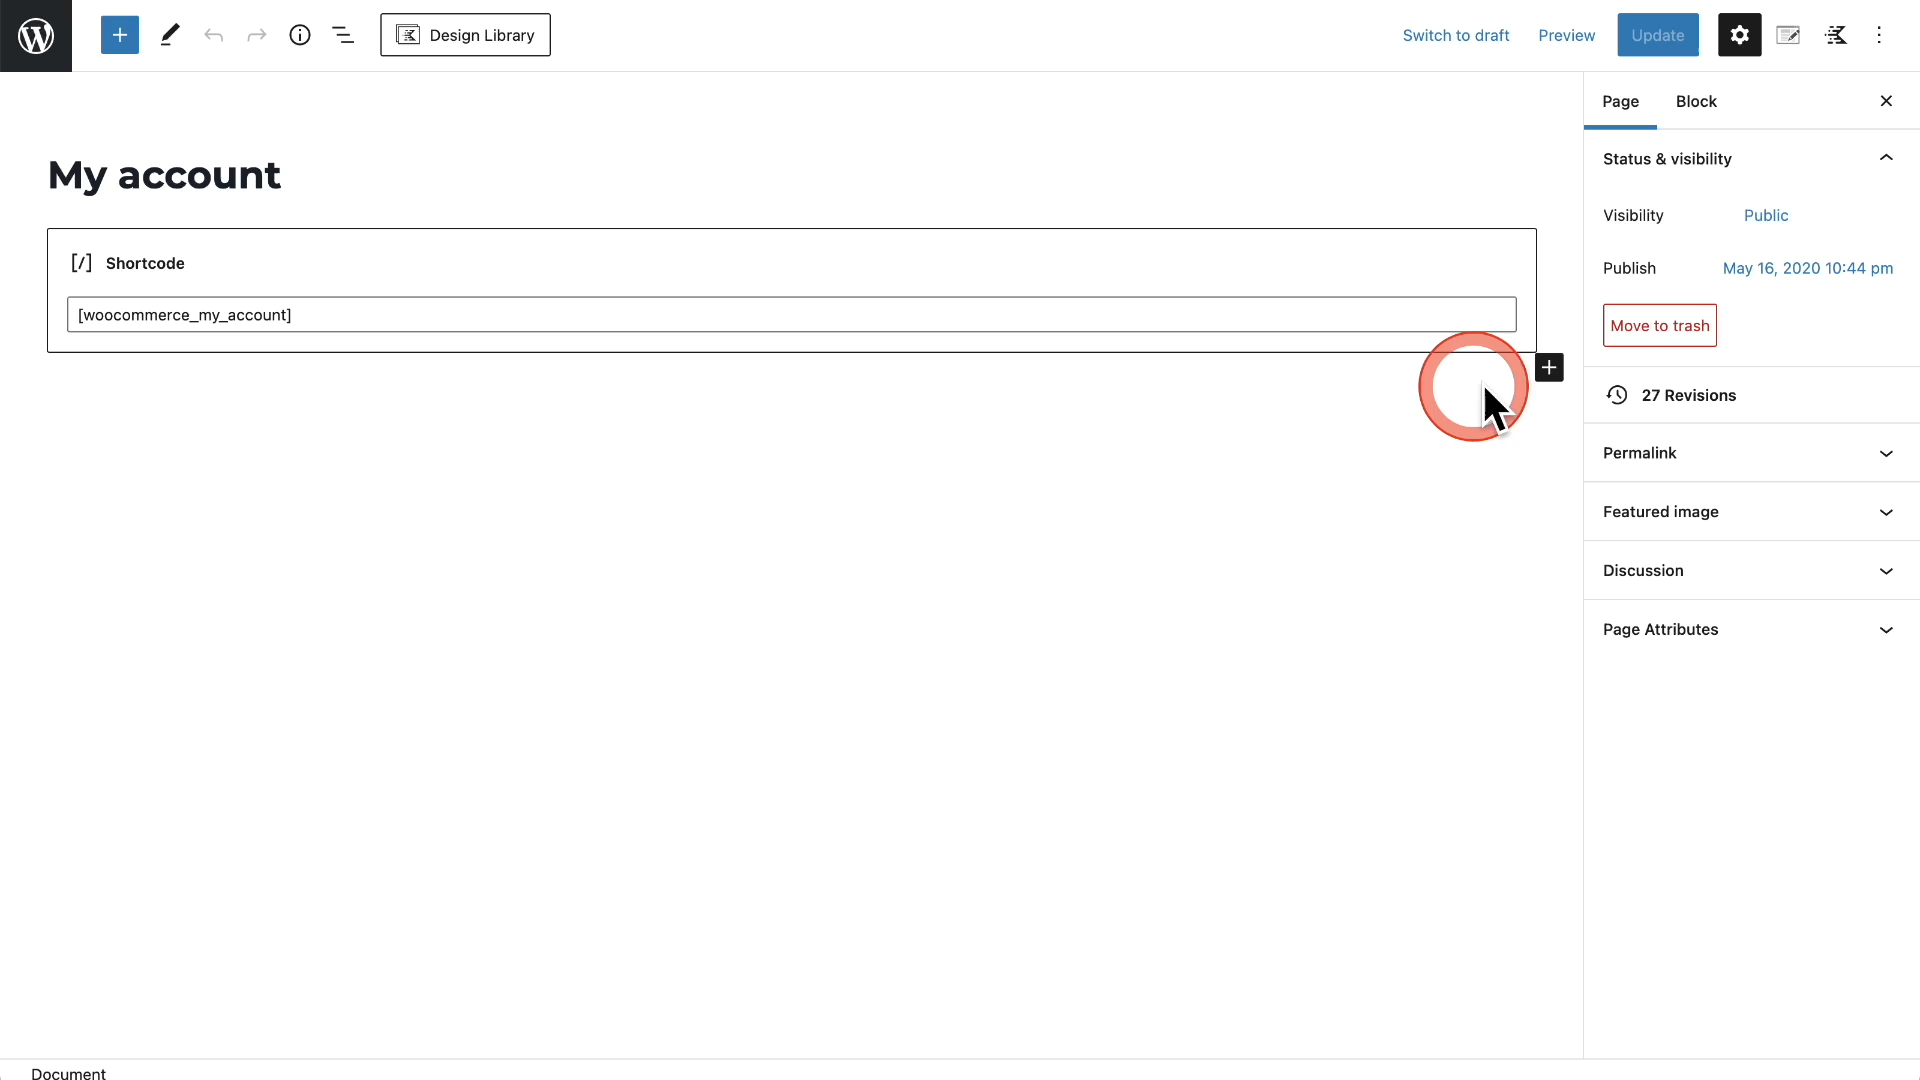 Design Library
Switch to draft
Preview
Update
Page
Block
My account
Status & visibility
Visibility
Public
[/] Shortcode
Publish
May 16, 2020 10:44 pm
[woocommerce_my_account]
Move to trash
27 Revisions
Permalink
Featured image
Discussion
Page Attributes
Document